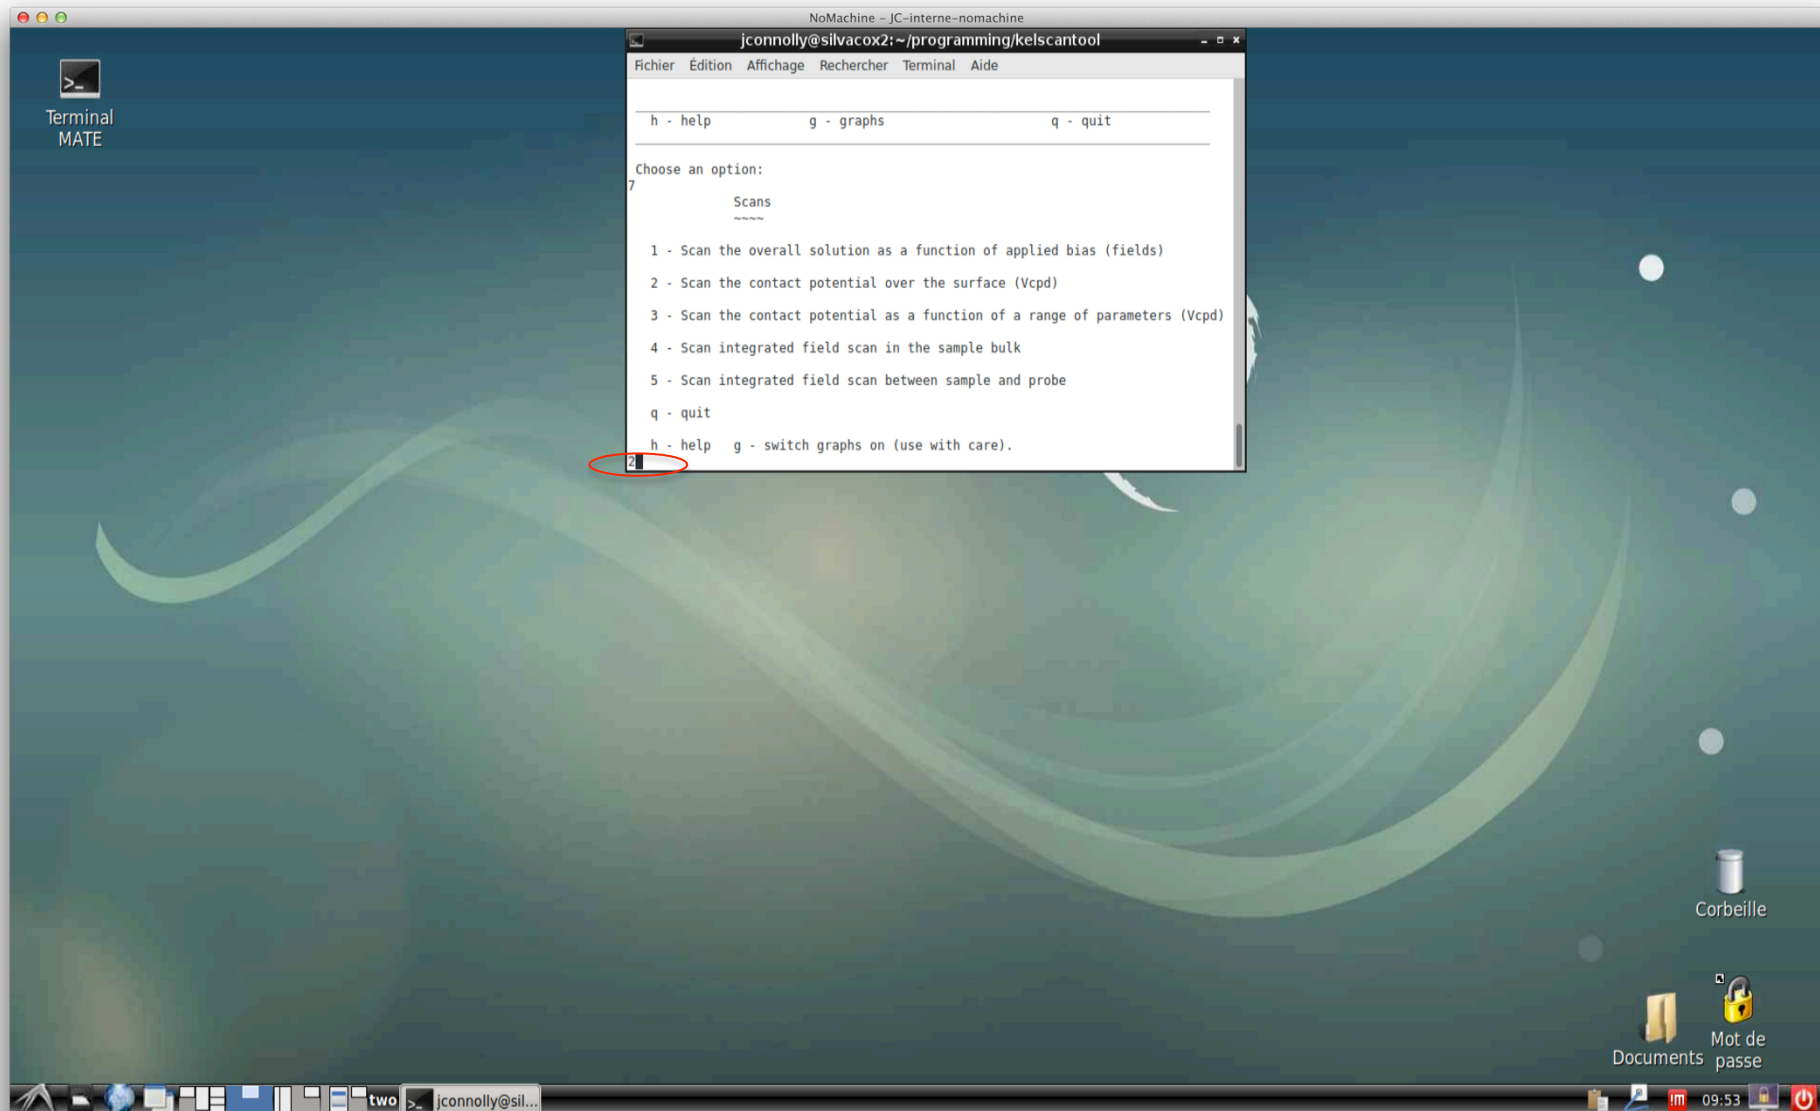 NoMachine - JC-interne-nomachine
Terminal
MATE
jconnolly@silvacox2:~/programming/kelscantool
Fichier Édition Affichage Rechercher Terminal Aide
h - help g - graphs q - quit
Choose an option:
7
Scans
~~~~
1 - Scan the overall solution as a function of applied bias (fields)
2 - Scan the contact potential over the surface (Vcpd)
3 - Scan the contact potential as a function of a range of parameters (Vcpd)
4 - Scan integrated field scan in the sample bulk
5 - Scan integrated field scan between sample and probe
q - quit
h - help g - switch graphs on (use with care).
2
Corbeille
Documents
Mot de
passe
two
jconnolly@sil...
!M
09:53